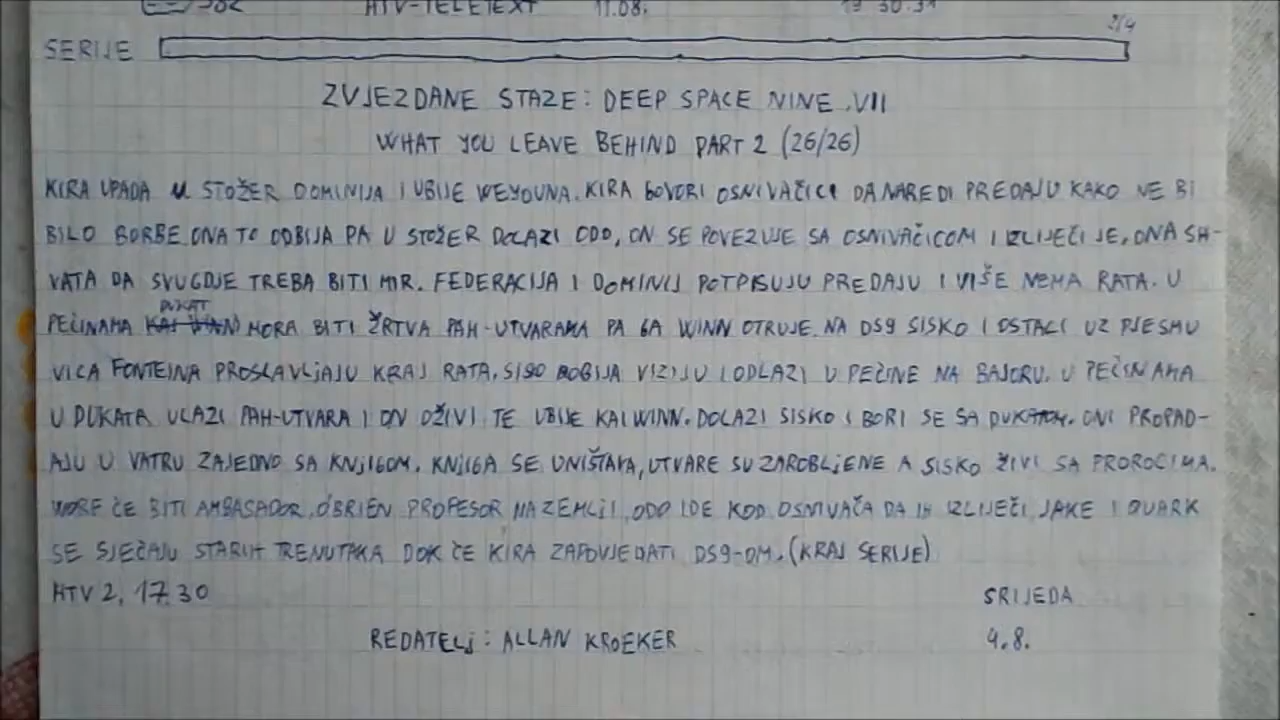 382 HTV-TELETEXT 11.08. 19 30.31
3/4
SERIJE
ZVJEZDANE STAZE: DEEP SPACE NINE, VII
WHAT YOU LEAVE BEHIND PART 2 (26/26)
KIRA UPADA U STOŽER DOMINIJA I UBIJE WEYOUNA. KIRA GOVORI OSNIVAČICI DA NAREDI PREDAJU KAKO NE BI
BILO BORBE. ONA TO ODBIJA PA U STOŽER DOLAZI ODO, ON SE POVEZUJE SA OSNIVAČICOM I IZLIJEČI JE, ONA SH-
VATA DA SVUGDJE TREBA BITI MIR. FEDERACIJA I DOMINIJ POTPISUJU PREDAJU I VIŠE NEMA RATA. U
DUKAT
PEĆINAMA MORA BITI ŽRTVA PAH-UTVARAMA PA GA WINN OTRUJE. NA DS9 SISKO I OSTALI UZ PJESMU
VICA FONTEINA PROSLAVLJAJU KRAJ RATA. SISO DOBIJA VIZIJU I ODLAZI U PEĆINE NA BAJORU. U PEĆINAMA
U DUKATA ULAZI PAH-UTVARA I ON OŽIVI TE UBIJE KAI WINN. DOLAZI SISKO I BORI SE SA DUKATOM. ONI PROPAD-
AJU U VATRU ZAJEDNO SA KNJIGOM. KNJIGA SE UNIŠTAVA, UTVARE SU ZAROBLJENE A SISKO ŽIVI SA PROROCIMA.
WORF ĆE BITI AMBASADOR, O'BRIEN PROFESOR NA ZEMLJI, ODO IDE KOD OSNIVAČA DA IH IZLIJEČI, JAKE I QUARK
SE SJEČAJU STARIH TRENUTAKA DOK ĆE KIRA ZAPOVJEDATI DS9-OM. (KRAJ SERIJE)
HTV 2, 17.30 SRIJEDA
REDATELJ: ALLAN KROEKER 4.8.